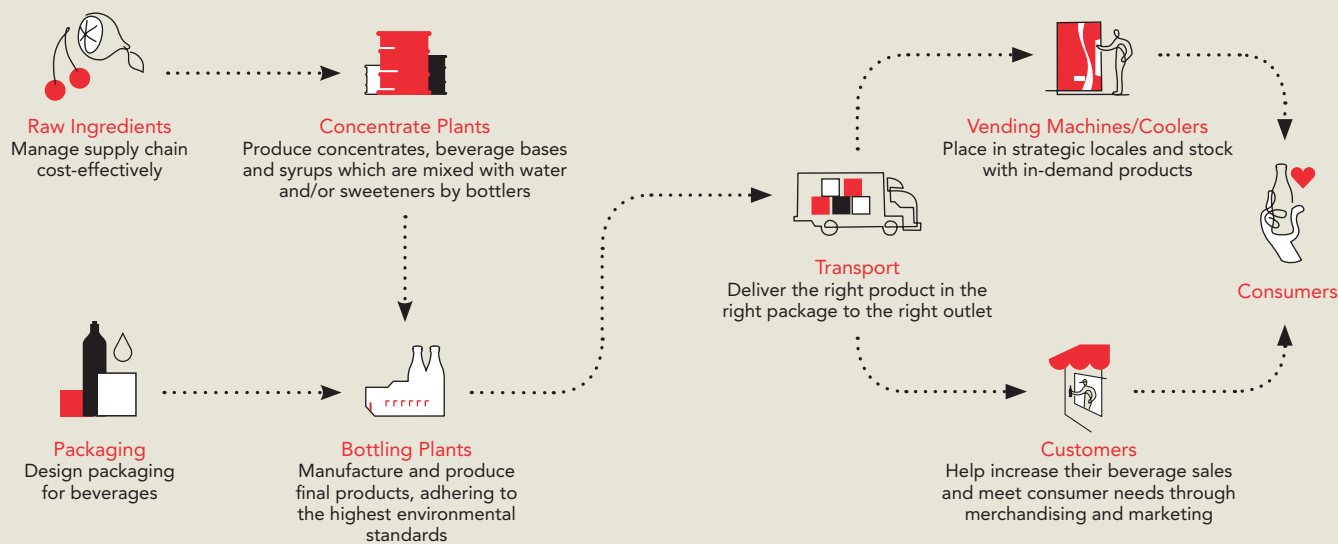 Raw Ingredients
Manage supply chain
cost-effectively
Concentrate Plants
Produce concentrates, beverage bases
and syrups which are mixed with water
and/or sweeteners by bottlers
Vending Machines/Coolers
Place in strategic locales and stock
with in-demand products
Transport
Deliver the right product in the
right package to the right outlet
Consumers
Packaging
Design packaging
for beverages
Bottling Plants
Manufacture and produce
final products, adhering to
the highest environmental
standards
Customers
Help increase their beverage sales
and meet consumer needs through
merchandising and marketing